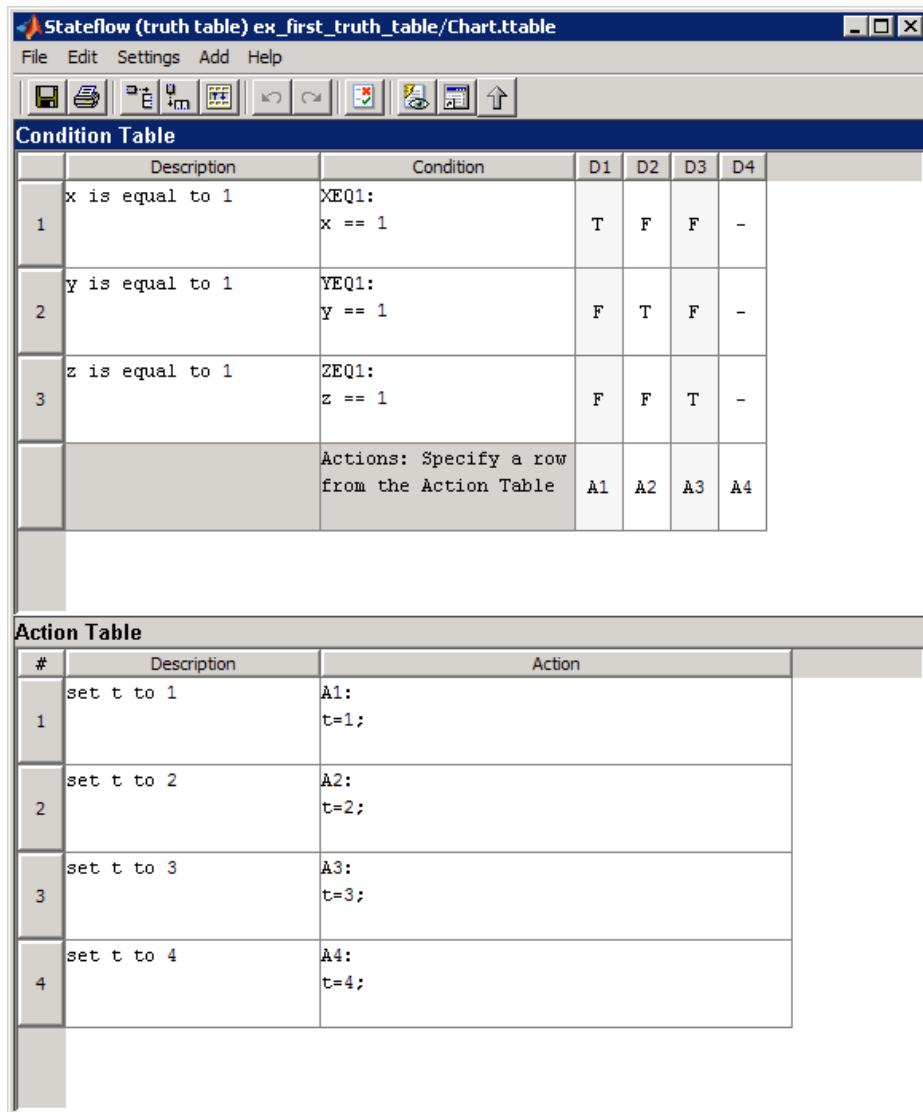 Stateflow (truth table) ex_first_truth_table/Chart.ttable
File Edit Settings Add Help
Condition Table
Description Condition D1 D2 D3 D4
x is equal to 1 XEQ1:
1 x == 1 T F F -
y is equal to 1 YEQ1:
2 y == 1 F T F -
z is equal to 1 ZEQ1:
3 z == 1 F F T -
Actions: Specify a row
from the Action Table A1 A2 A3 A4
Action Table
# Description Action
set t to 1 A1:
1 t=1;
set t to 2 A2:
2 t=2;
set t to 3 A3:
3 t=3;
set t to 4 A4:
4 t=4;